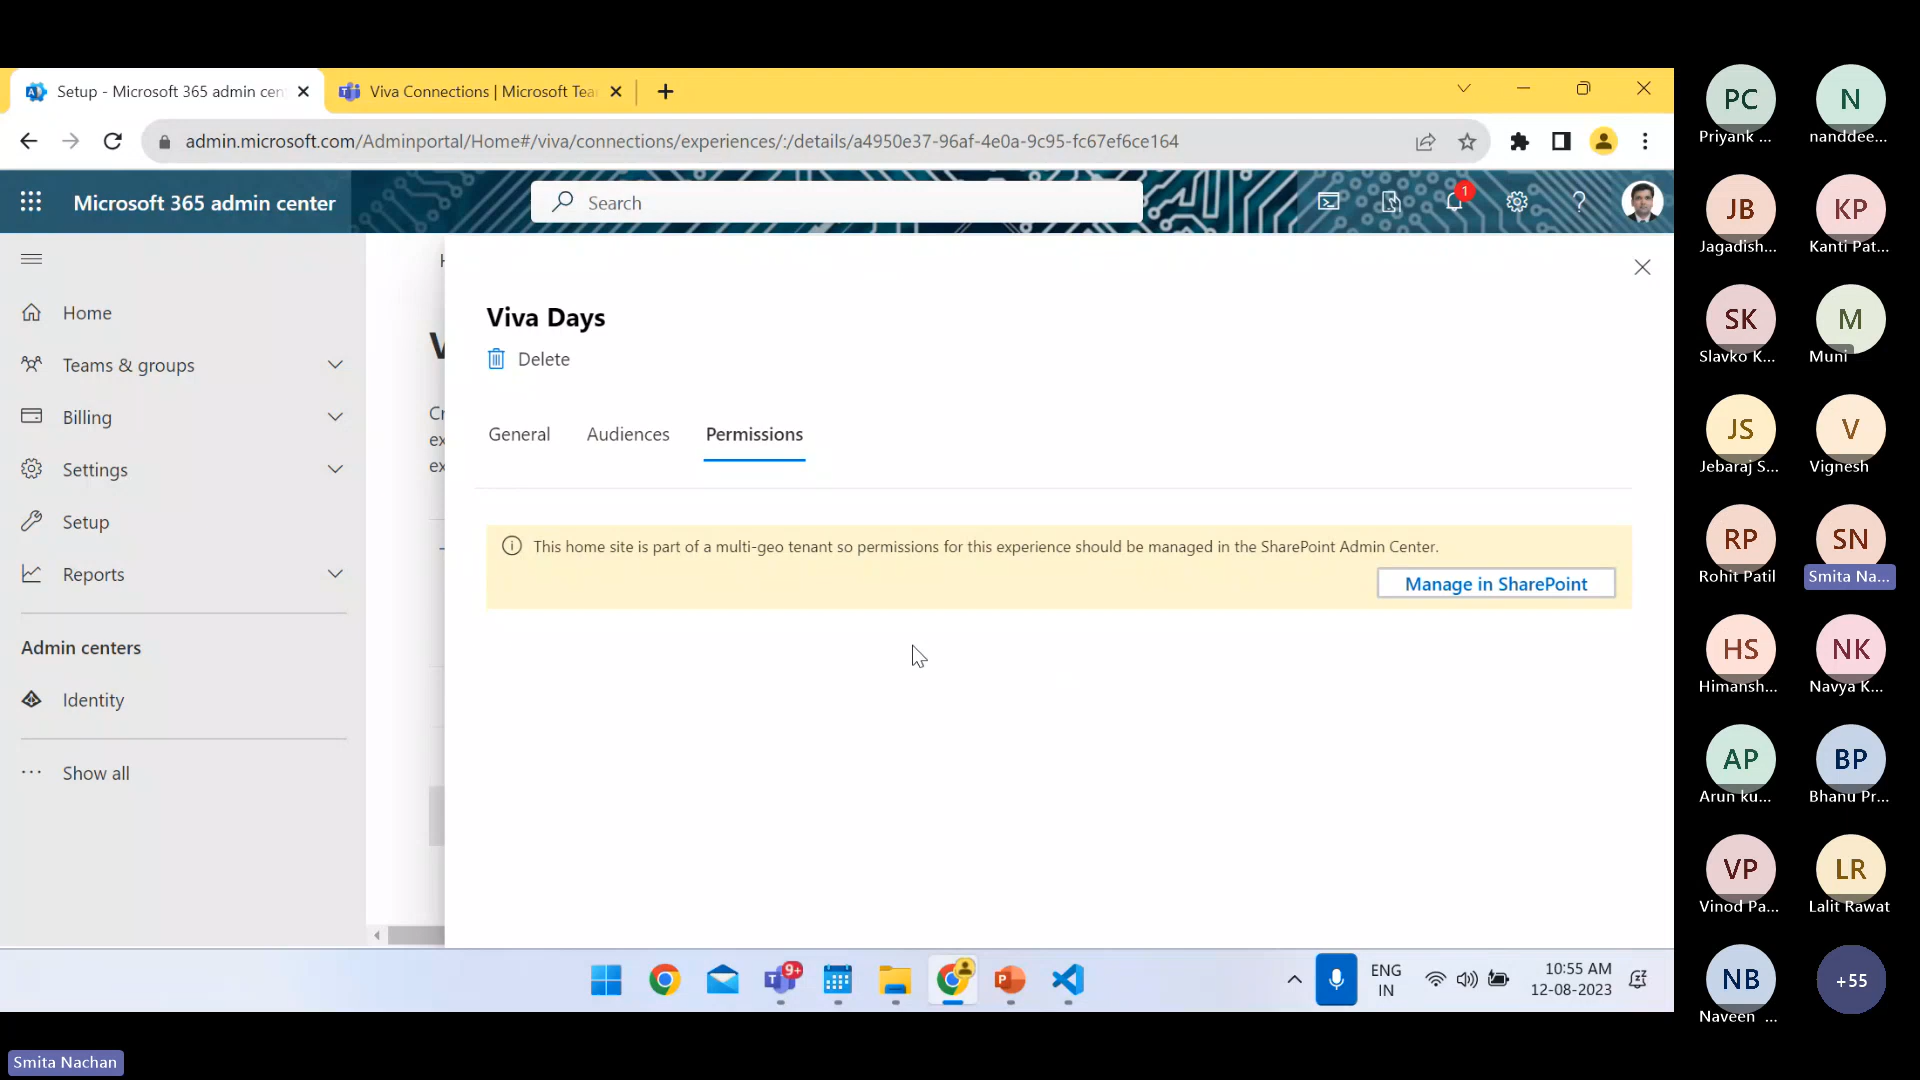 Setup - Microsoft 365 admin cen
Viva Connections | Microsoft Tea
admin.microsoft.com/Adminportal/Home#/viva/connections/experiences/:/details/a4950e37-96af-4e0a-9c95-fc67ef6ce164
Microsoft 365 admin center
Search
1
Home
Teams & groups
Billing
Settings
Setup
Reports
Admin centers
Identity
Show all
Cr
ex
ex
Viva Days
Delete
General
Audiences
Permissions
This home site is part of a multi-geo tenant so permissions for this experience should be managed in the SharePoint Admin Center.
Manage in SharePoint
9+
ENG
IN
10:55 AM
12-08-2023
PC
Priyank ...
N
nanddee...
JB
Jagadish...
KP
Kanti Pat...
SK
Slavko K...
M
Muni
JS
Jebaraj S...
V
Vignesh
RP
Rohit Patil
SN
Smita Na...
HS
Himansh...
NK
Navya K...
AP
Arun ku...
BP
Bhanu Pr...
VP
Vinod Pa...
LR
Lalit Rawat
NB
Naveen ...
+55
Smita Nachan